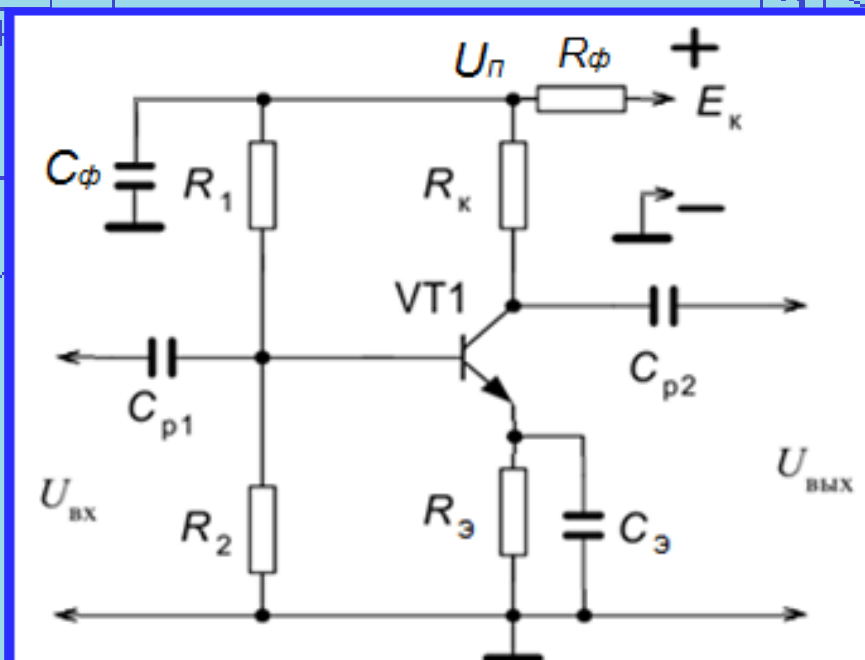 Uп Rф +
Eк
Cф R1 Rк
−
VT1
Cр1 Cр2
Uвх Uвых
R2 Rэ Cэ